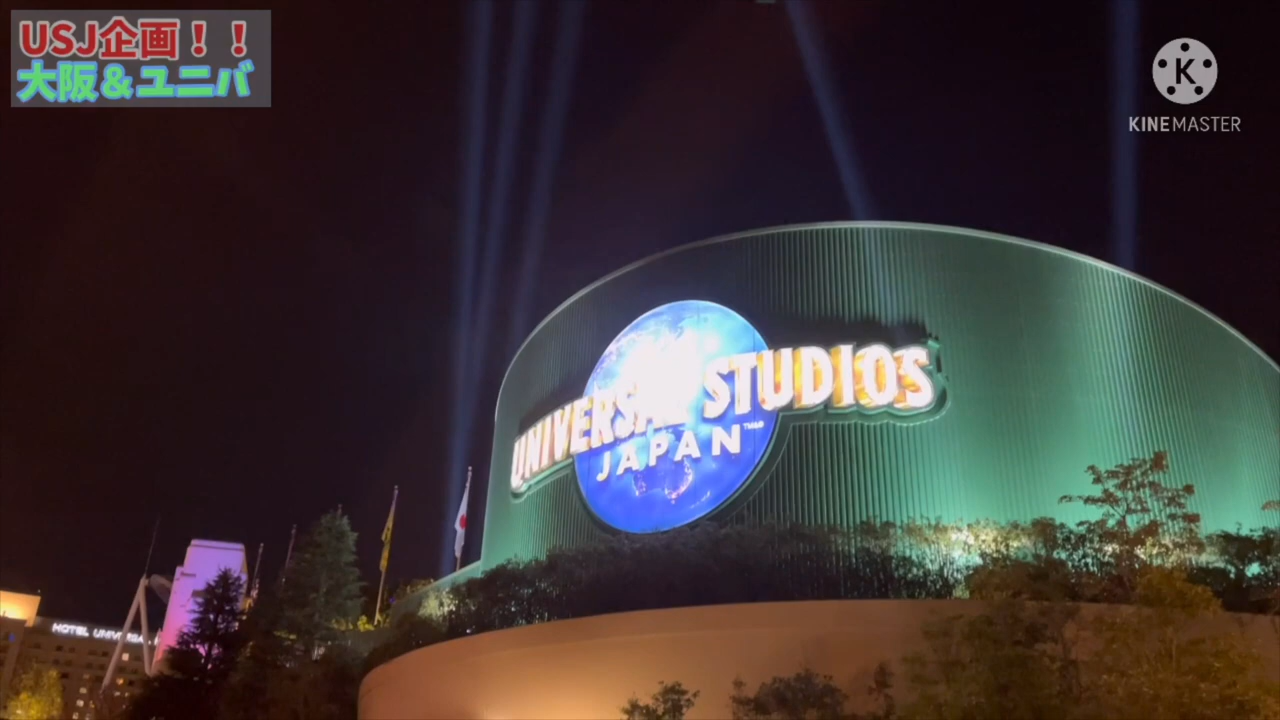 USJ企画！！
大阪＆ユニバ
K
KINEMASTER
UNIVERSAL STUDIOS
JAPAN
HOTEL UNIVERSAL